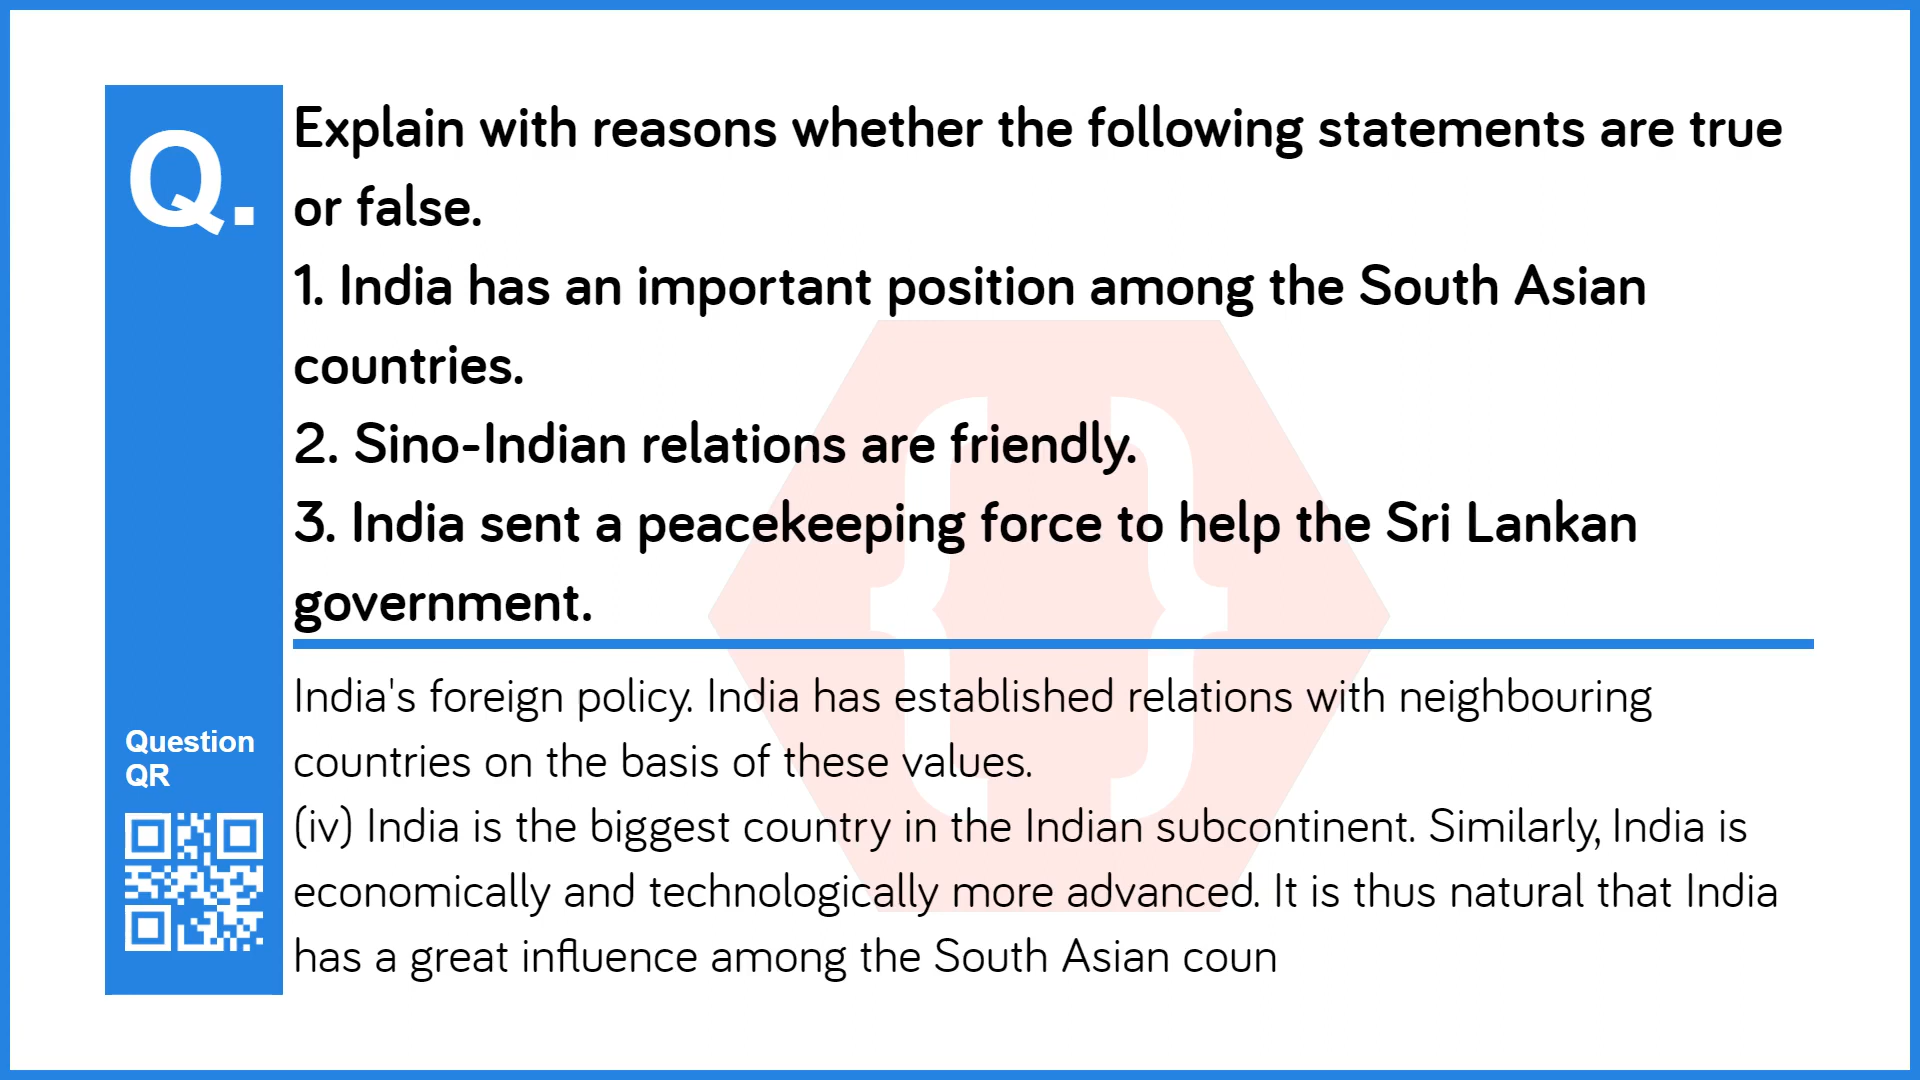 Q.
Explain with reasons whether the following statements are true
or false.
1. India has an important position among the South Asian
countries.
2. Sino-Indian relations are friendly.
3. India sent a peacekeeping force to help the Sri Lankan
government.
India's foreign policy. India has established relations with neighbouring
countries on the basis of these values.
(iv) India is the biggest country in the Indian subcontinent. Similarly, India is
economically and technologically more advanced. It is thus natural that India
has a great influence among the South Asian coun
Question
QR